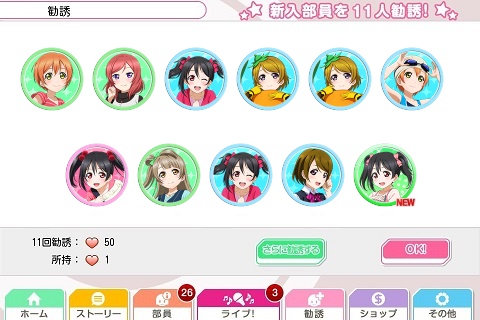 勧誘
新入部員を11人勧誘!
NEW
11回勧誘: 50
所持: 1
さらに勧誘する
OK!
26
3
ホーム
ストーリー
部員
ライブ!
勧誘
ショップ
その他